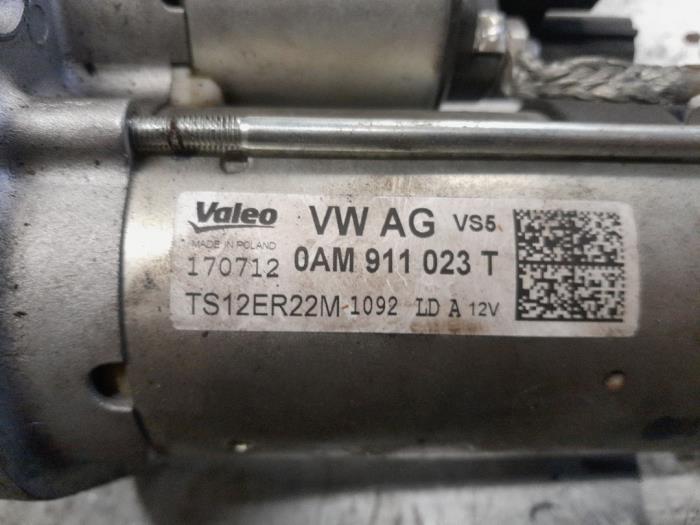 Valeo VW AG VS5
MADE IN POLAND
170712 0AM 911 023 T
TS12ER22M 1092 LD A 12V